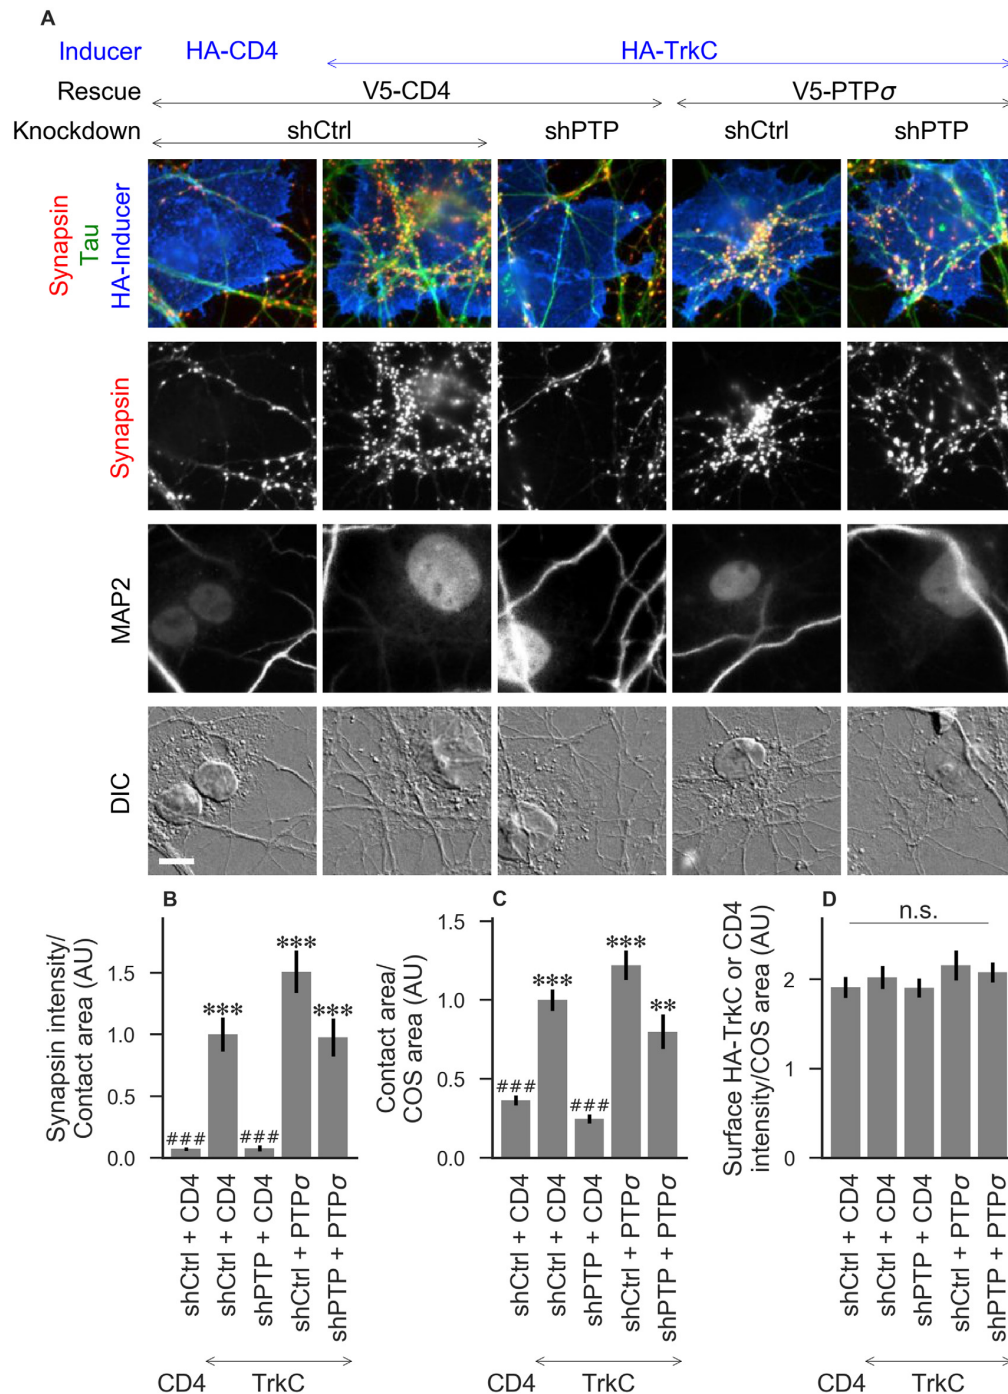 A
Inducer HA-CD4 HA-TrkC
Rescue V5-CD4 V5-PTPσ
Knockdown shCtrl shPTP shCtrl shPTP
Synapsin
Tau
HA-Inducer
Synapsin
MAP2
DIC
B
Synapsin intensity/
Contact area (AU)
1.5
1.0
0.5
0.0
###
***
###
***
***
shCtrl + CD4
shCtrl + CD4
shPTP + CD4
shCtrl + PTPσ
shPTP + PTPσ
CD4 TrkC
C
Contact area/
COS area (AU)
1.5
1.0
0.5
0.0
###
***
###
***
**
shCtrl + CD4
shCtrl + CD4
shPTP + CD4
shCtrl + PTPσ
shPTP + PTPσ
CD4 TrkC
D
Surface HA-TrkC or CD4
intensity/COS area (AU)
2
1
0
n.s.
shCtrl + CD4
shCtrl + CD4
shPTP + CD4
shCtrl + PTPσ
shPTP + PTPσ
CD4 TrkC